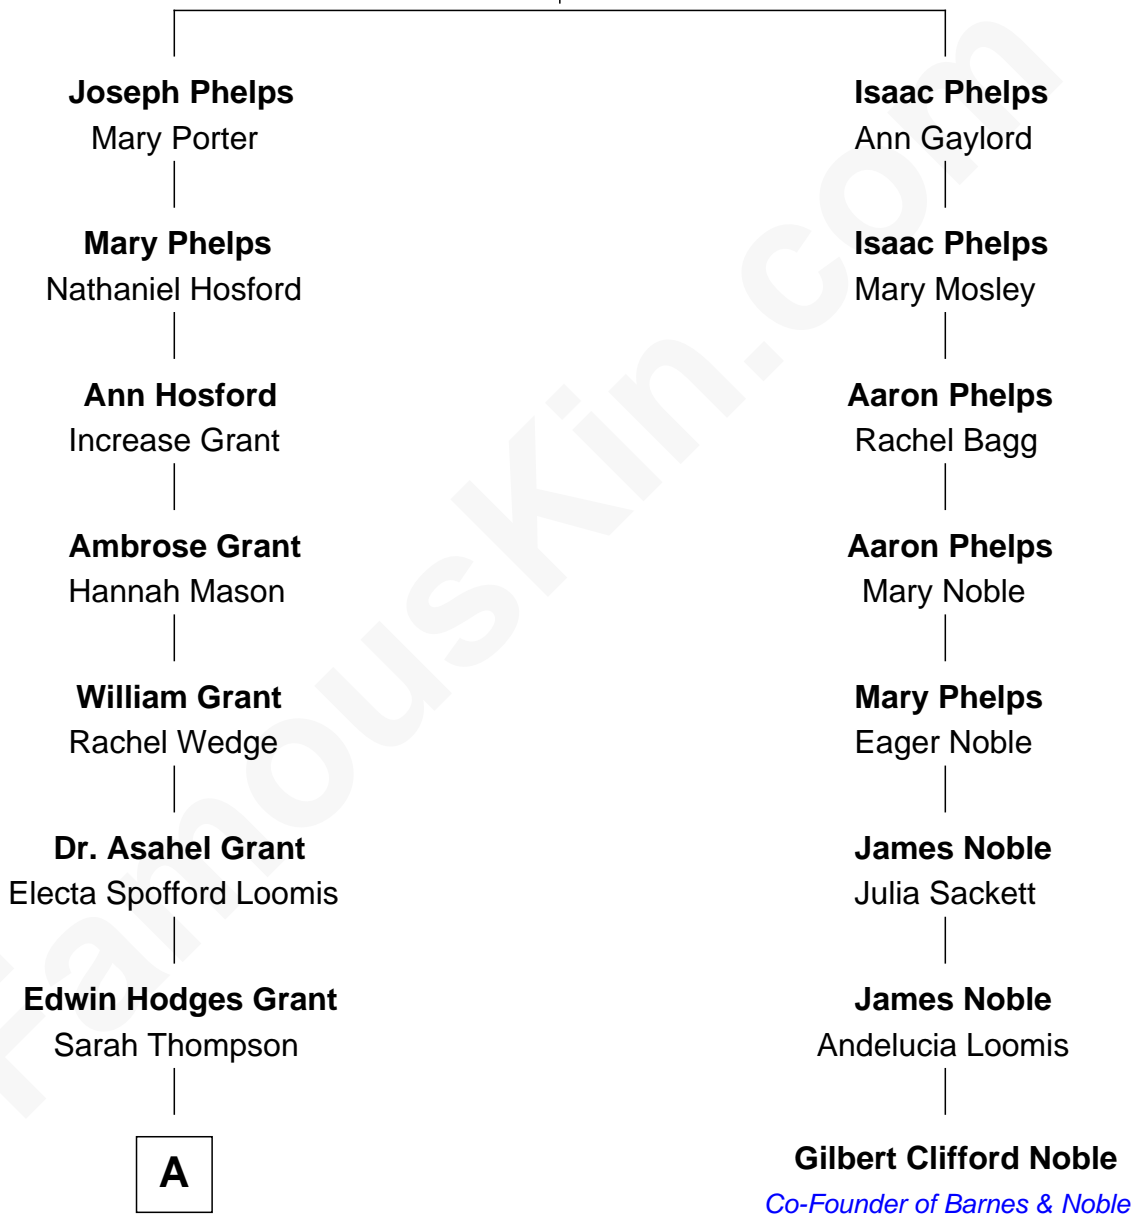 Joseph Phelps
Mary Porter
Mary Phelps
Nathaniel Hosford
Ann Hosford
Increase Grant
Ambrose Grant
Hannah Mason
William Grant
Rachel Wedge
Dr. Asahel Grant
Electa Spofford Loomis
Edwin Hodges Grant
Sarah Thompson
A
Isaac Phelps
Ann Gaylord
Isaac Phelps
Mary Mosley
Aaron Phelps
Rachel Bagg
Aaron Phelps
Mary Noble
Mary Phelps
Eager Noble
James Noble
Julia Sackett
James Noble
Andelucia Loomis
Gilbert Clifford Noble
Co-Founder of Barnes & Noble
FamousKin.com